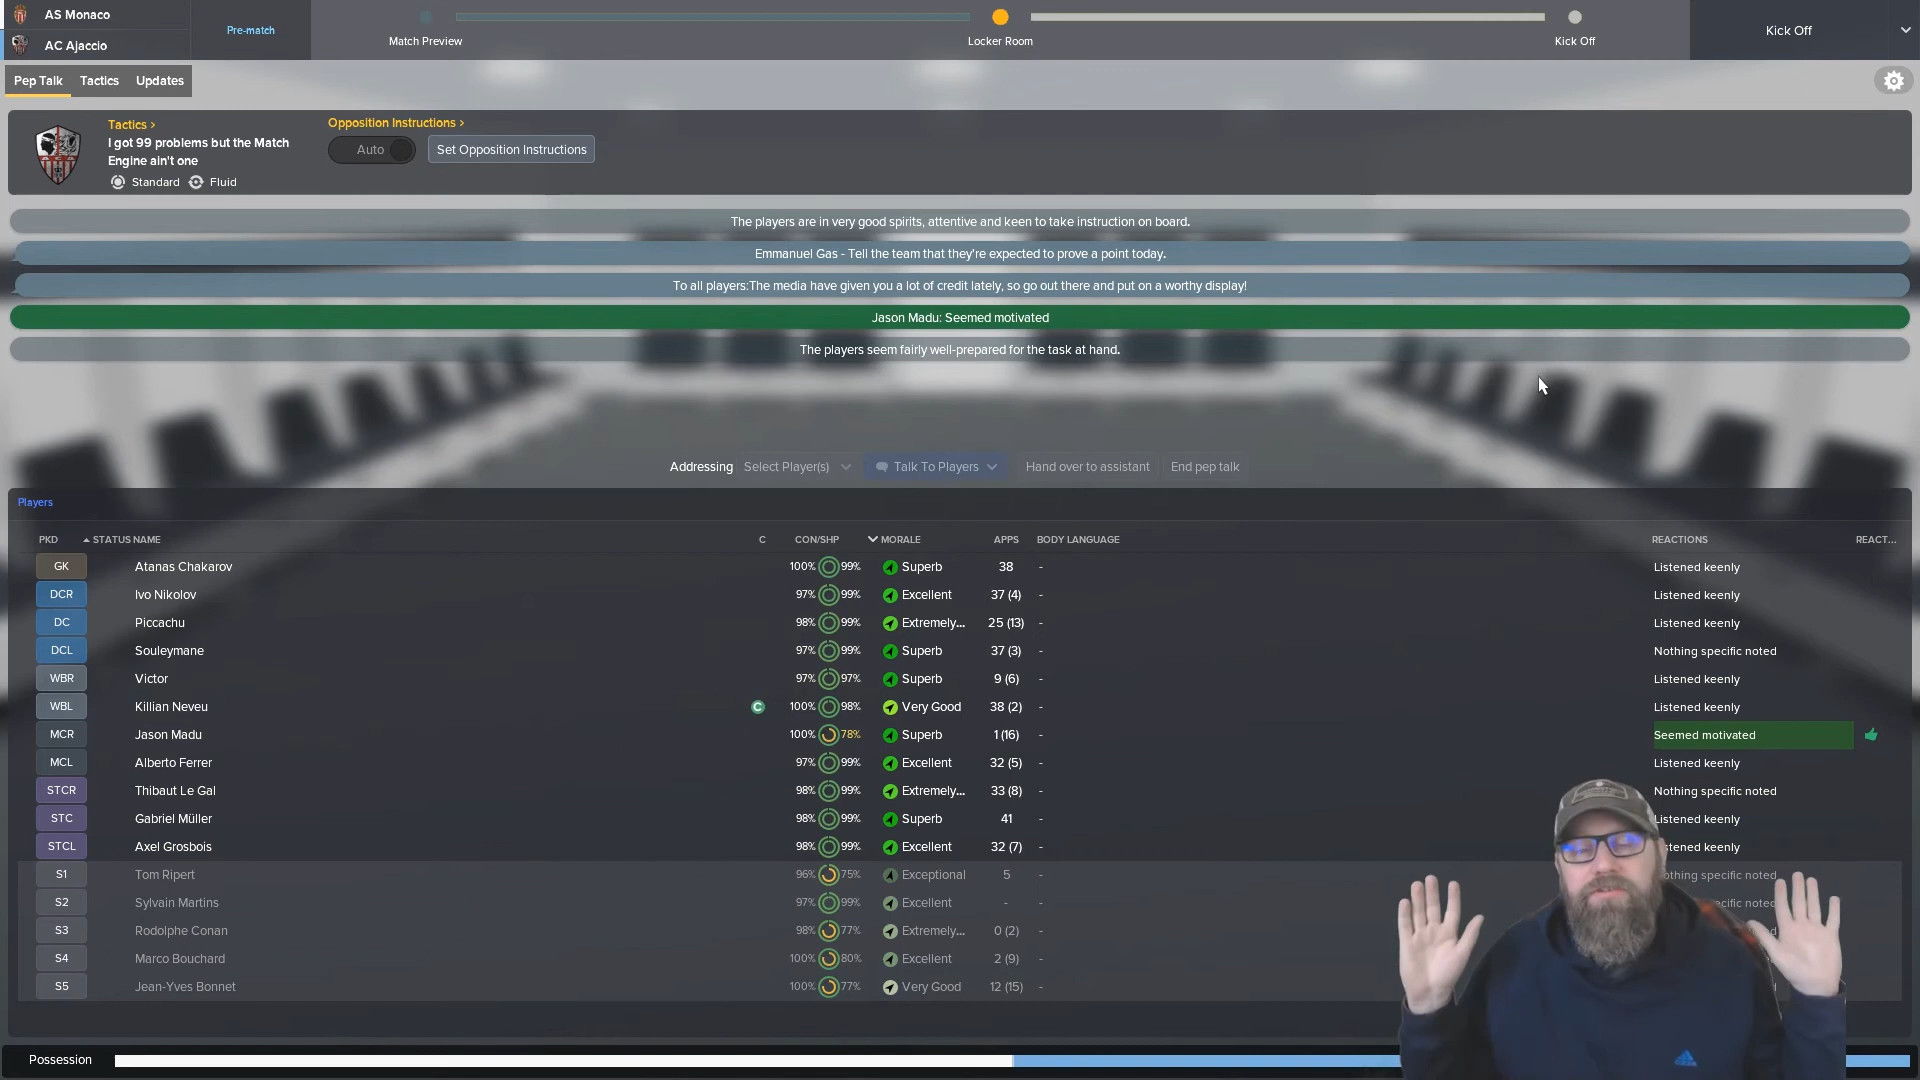 AS Monaco
AC Ajaccio
Pre-match
Match Preview
Locker Room
Kick Off
Kick Off
Pep Talk Tactics Updates
Tactics >
I got 99 problems but the Match
Engine ain't one
Standard Fluid
Opposition Instructions >
Auto Set Opposition Instructions
The players are in very good spirits, attentive and keen to take instruction on board.
Emmanuel Gas - Tell the team that they're expected to prove a point today.
To all players:The media have given you a lot of credit lately, so go out there and put on a worthy display!
Jason Madu: Seemed motivated
The players seem fairly well-prepared for the task at hand.
Addressing Select Player(s) Talk To Players Hand over to assistant End pep talk
Players
PKD STATUS NAME C CON/SHP MORALE APPS BODY LANGUAGE REACTIONS REACT...
GK Atanas Chakarov 100% 99% Superb 38 - Listened keenly
DCR Ivo Nikolov 97% 99% Excellent 37 (4) - Listened keenly
DC Piccachu 98% 99% Extremely... 25 (13) - Listened keenly
DCL Souleymane 97% 99% Superb 37 (3) - Nothing specific noted
WBR Victor 97% 97% Superb 9 (6) - Listened keenly
WBL Killian Neveu C 100% 98% Very Good 38 (2) - Listened keenly
MCR Jason Madu 100% 78% Superb 1 (16) - Seemed motivated
MCL Alberto Ferrer 97% 99% Excellent 32 (5) - Listened keenly
STCR Thibaut Le Gal 98% 99% Extremely... 33 (8) - Nothing specific noted
STC Gabriel Müller 98% 99% Superb 41 - Listened keenly
STCL Axel Grosbois 98% 99% Excellent 32 (7) - stened keenly
S1 Tom Ripert 96% 75% Exceptional 5 - othing specific noted
S2 Sylvain Martins 97% 99% Excellent - - ecific noted
S3 Rodolphe Conan 98% 77% Extremely... 0 (2) -
S4 Marco Bouchard 100% 80% Excellent 2 (9) -
S5 Jean-Yves Bonnet 100% 77% Very Good 12 (15) -
Possession